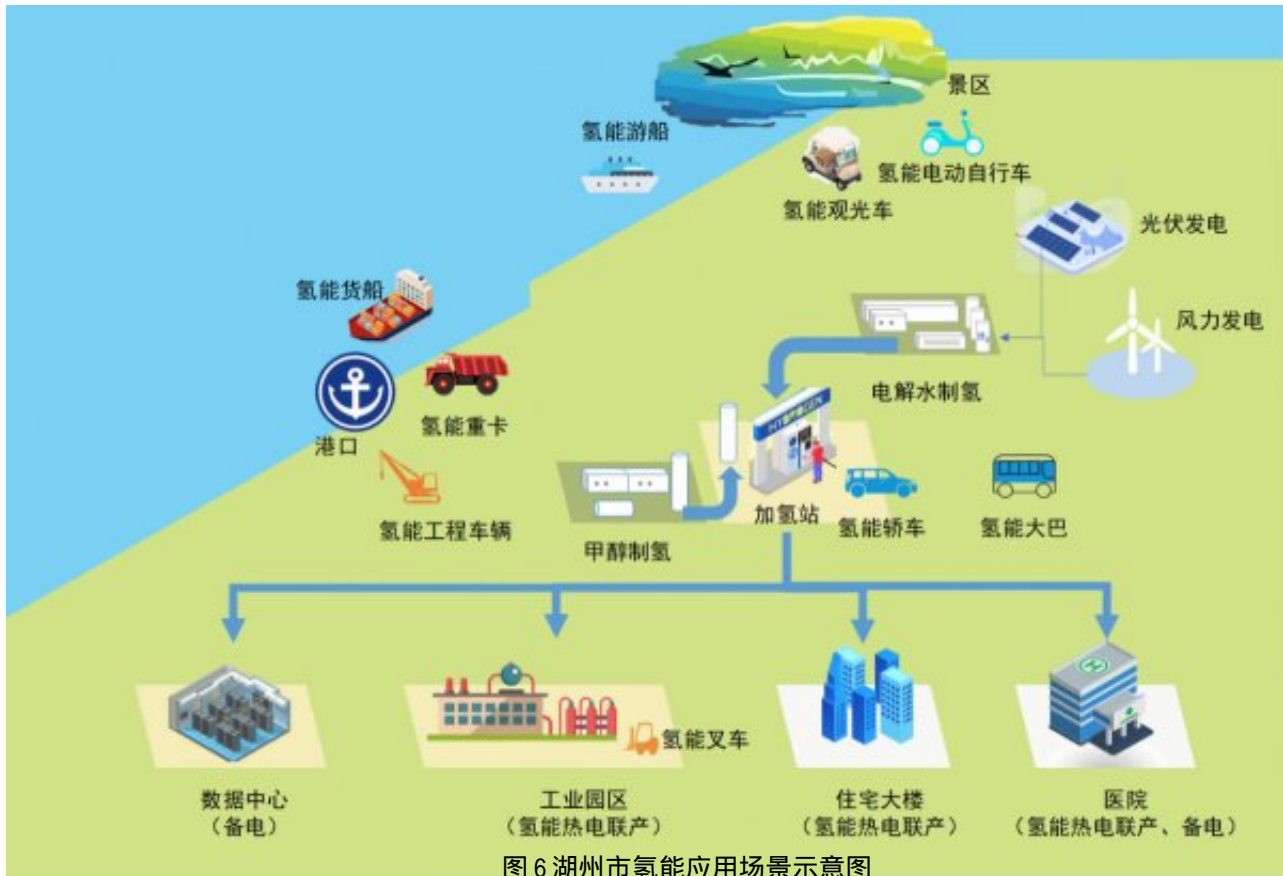 景区
氢能游船
氢能电动自行车
氢能观光车
光伏发电
氢能货船
风力发电
电解水制氢
HYDROGEN
氢能重卡
港口
加氢站
氢能轿车
氢能大巴
氢能工程车辆
甲醇制氢
氢能叉车
数据中心
（备电）
工业园区
（氢能热电联产）
住宅大楼
（氢能热电联产）
医院
（氢能热电联产、备电）
图6湖州市氢能应用场景示意图